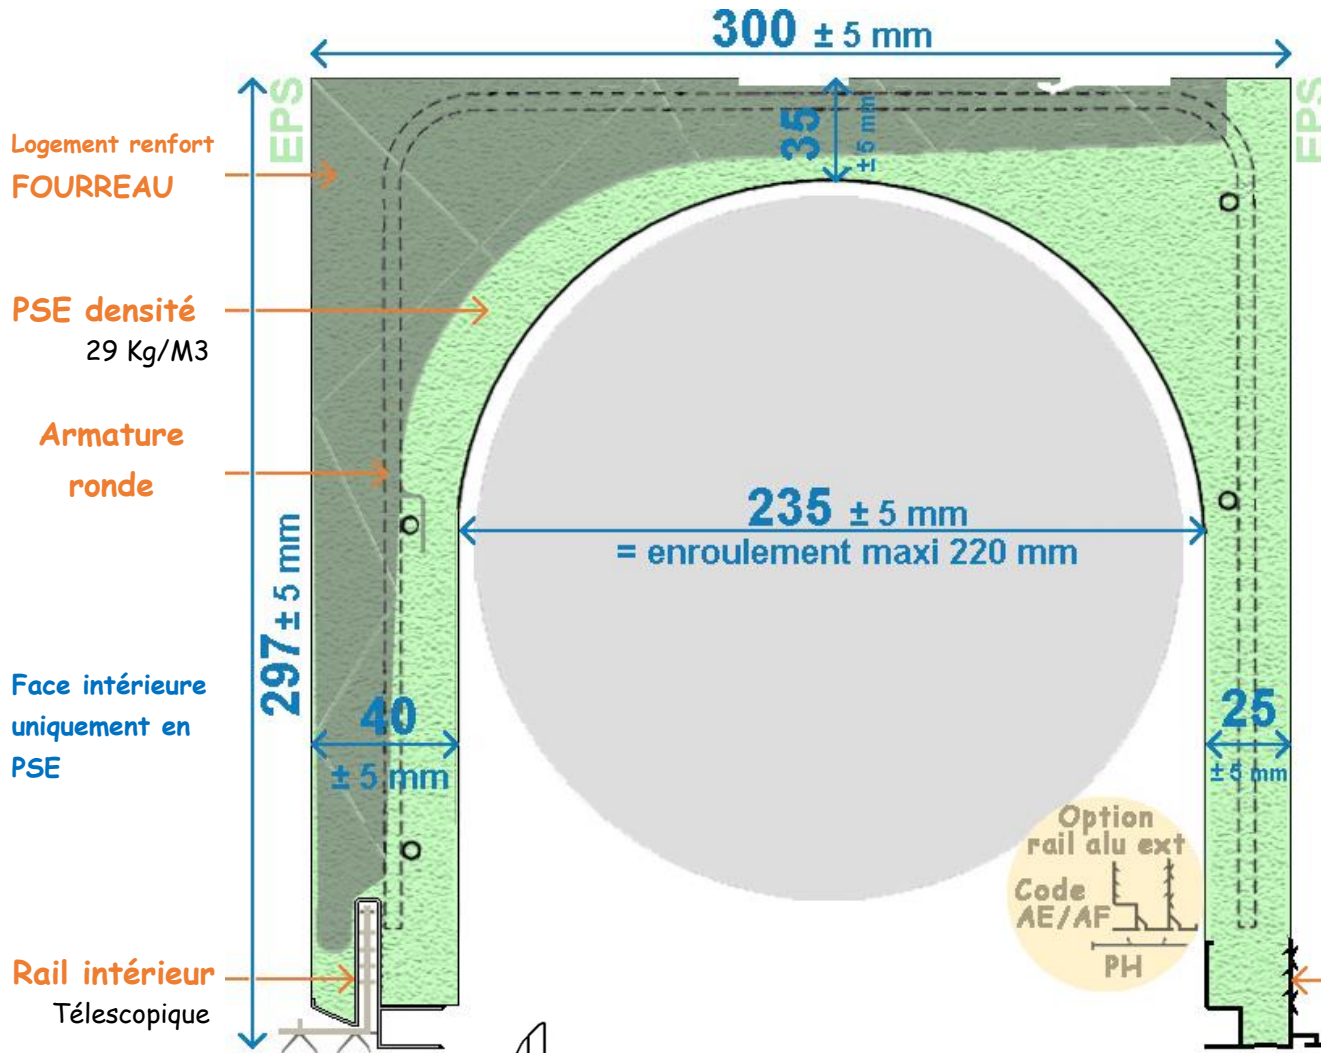 300 ± 5 mm
EPS
EPS
35
± 5 mm
Logement renfort
FOURREAU
PSE densité
29 Kg/M3
Armature
ronde
235 ± 5 mm
= enroulement maxi 220 mm
297 ± 5 mm
Face intérieure
uniquement en
PSE
40
± 5 mm
25
± 5 mm
Option
rail alu ext
Code
AE/AF
PH
Rail intérieur
Télescopique